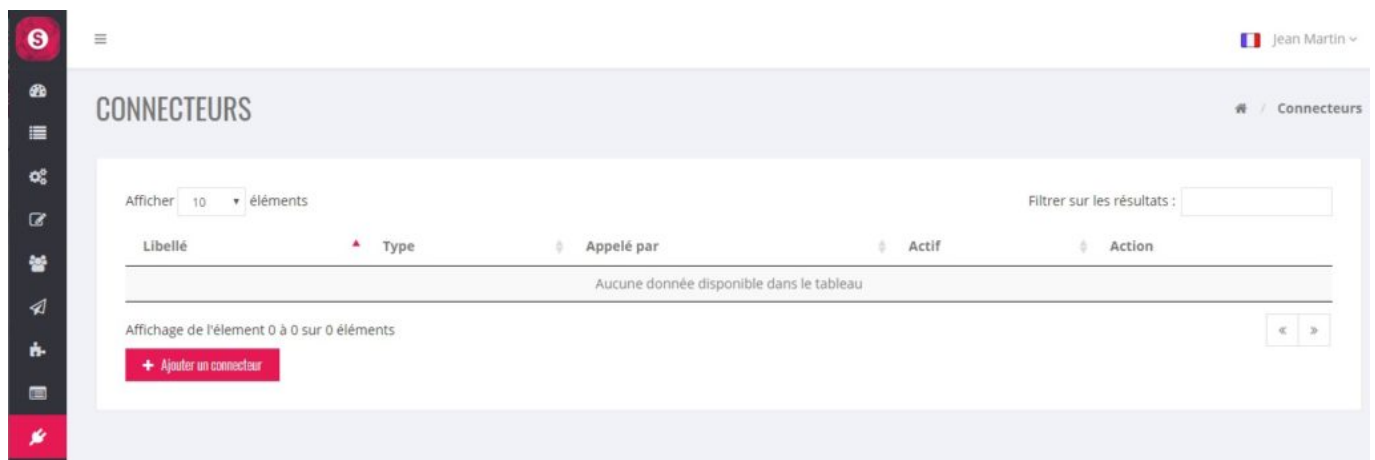 S
Jean Martin
CONNECTEURS
/ Connecteurs
Afficher 10 éléments
Filtrer sur les résultats :
Libellé Type Appelé par Actif Action
Aucune donnée disponible dans le tableau
Affichage de l'élement 0 à 0 sur 0 éléments
« »
+ Ajouter un connecteur